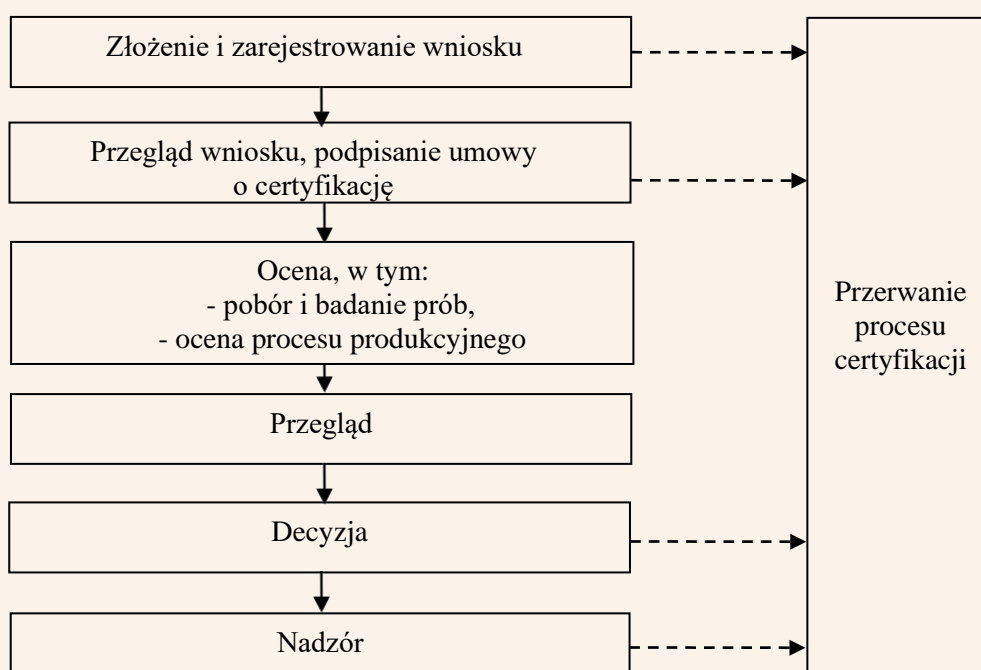 Złożenie i zarejestrowanie wniosku
Przegląd wniosku, podpisanie umowy
o certyfikację
Ocena, w tym:
- pobór i badanie prób,
- ocena procesu produkcyjnego
Przegląd
Decyzja
Nadzór
Przerwanie
procesu
certyfikacji